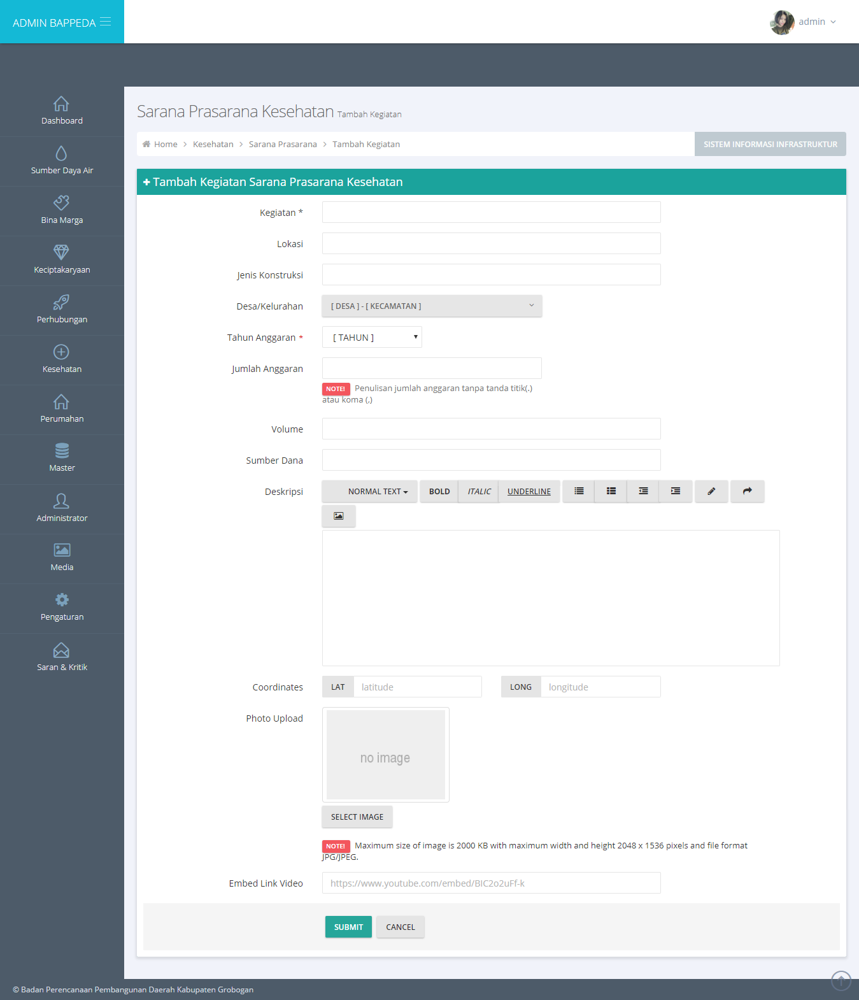 ADMIN BAPPEDA
admin
Dashboard
Sumber Daya Air
Bina Marga
Keciptakaryaan
Perhubungan
Kesehatan
Perumahan
Master
Administrator
Media
Pengaturan
Saran & Kritik
Sarana Prasarana Kesehatan Tambah Kegiatan
Home > Kesehatan > Sarana Prasarana > Tambah Kegiatan
SISTEM INFORMASI INFRASTRUKTUR
Tambah Kegiatan Sarana Prasarana Kesehatan
Kegiatan *
Lokasi
Jenis Konstruksi
Desa/Kelurahan [ DESA ] - [ KECAMATAN ]
Tahun Anggaran * [ TAHUN ]
Jumlah Anggaran
NOTE! Penulisan jumlah anggaran tanpa tanda titik(.)
atau koma (,)
Volume
Sumber Dana
Deskripsi NORMAL TEXT BOLD ITALIC UNDERLINE
Coordinates LAT latitude LONG longitude
Photo Upload
no image
SELECT IMAGE
NOTE! Maximum size of image is 2000 KB with maximum width and height 2048 x 1536 pixels and file format
JPG/JPEG.
Embed Link Video https://www.youtube.com/embed/BIC2o2uFf-k
SUBMIT CANCEL
© Badan Perencanaan Pembangunan Daerah Kabupaten Grobogan